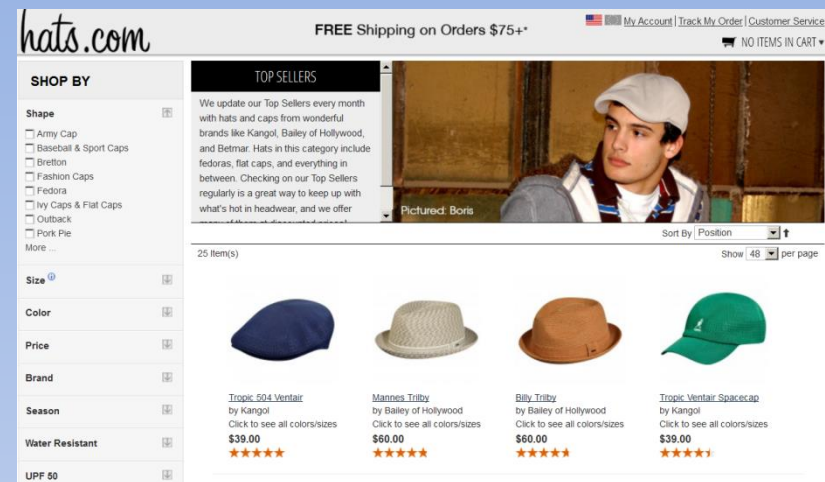 hats.com
FREE Shipping on Orders $75+*
My Account | Track My Order | Customer Service
NO ITEMS IN CART
SHOP BY
Shape
Army Cap
Baseball & Sport Caps
Bretton
Fashion Caps
Fedora
Ivy Caps & Flat Caps
Outback
Pork Pie
More ...
Size
Color
Price
Brand
Season
Water Resistant
UPF 50
TOP SELLERS
We update our Top Sellers every month
with hats and caps from wonderful
brands like Kangol, Bailey of Hollywood,
and Betmar. Hats in this category include
fedoras, flat caps, and everything in
between. Checking on our Top Sellers
regularly is a great way to keep up with
what's hot in headwear, and we offer
many of them at discounted prices!
Pictured: Boris
Sort By Position
25 Item(s)
Show 48 per page
Tropic 504 Ventair
by Kangol
Click to see all colors/sizes
$39.00
Mannes Trilby
by Bailey of Hollywood
Click to see all colors/sizes
$60.00
Billy Trilby
by Bailey of Hollywood
Click to see all colors/sizes
$60.00
Tropic Ventair Spacecap
by Kangol
Click to see all colors/sizes
$39.00